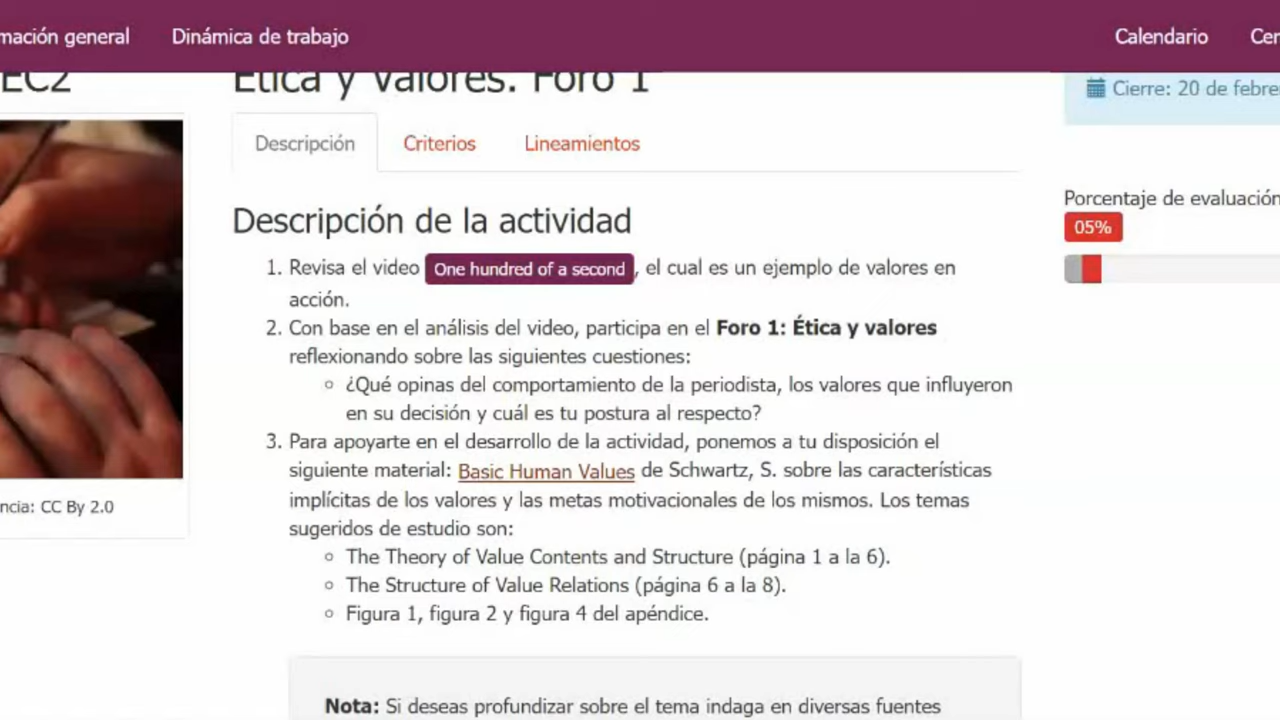 mación general Dinámica de trabajo Calendario Cer
EC2
Ética y Valores. Foro 1
Cierre: 20 de febre
Descripción Criterios Lineamientos
Porcentaje de evaluación
05%
Descripción de la actividad
1. Revisa el video One hundred of a second , el cual es un ejemplo de valores en
acción.
2. Con base en el análisis del video, participa en el Foro 1: Ética y valores
reflexionando sobre las siguientes cuestiones:
¿Qué opinas del comportamiento de la periodista, los valores que influyeron
en su decisión y cuál es tu postura al respecto?
3. Para apoyarte en el desarrollo de la actividad, ponemos a tu disposición el
siguiente material: Basic Human Values de Schwartz, S. sobre las características
implícitas de los valores y las metas motivacionales de los mismos. Los temas
sugeridos de estudio son:
The Theory of Value Contents and Structure (página 1 a la 6).
The Structure of Value Relations (página 6 a la 8).
Figura 1, figura 2 y figura 4 del apéndice.
ncia: CC By 2.0
Nota: Si deseas profundizar sobre el tema indaga en diversas fuentes